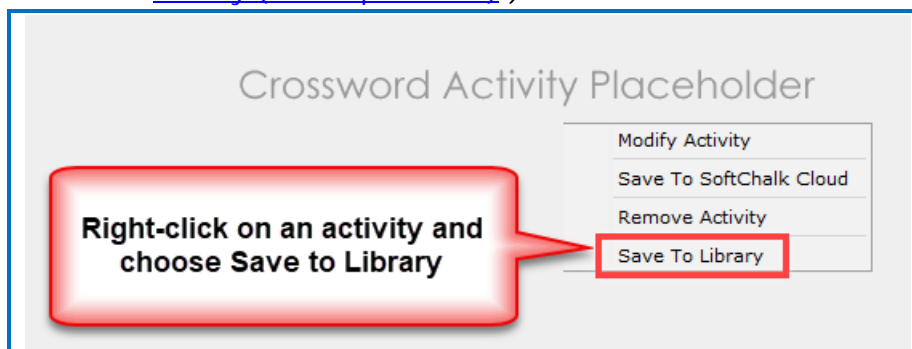 Crossword Activity Placeholder
Modify Activity
Save To SoftChalk Cloud
Remove Activity
Save To Library
Right-click on an activity and
choose Save to Library